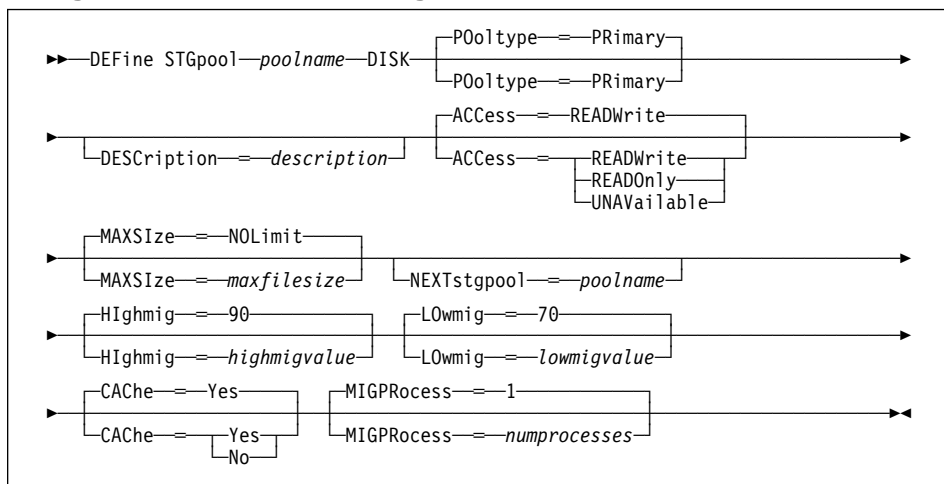 POoltype = PRimary
DEFine STGpool poolname DISK
POoltype = PRimary
ACCess = READWrite
DESCription = description
ACCess = READWrite
READOnly
UNAVailable
MAXSIze = NOLimit
MAXSIze = maxfilesize
NEXTstgpool = poolname
HIghmig = 90
LOwmig = 70
HIghmig = highmigvalue
LOwmig = lowmigvalue
CAChe = Yes
MIGPRocess = 1
CAChe = Yes
No
MIGPRocess = numprocesses